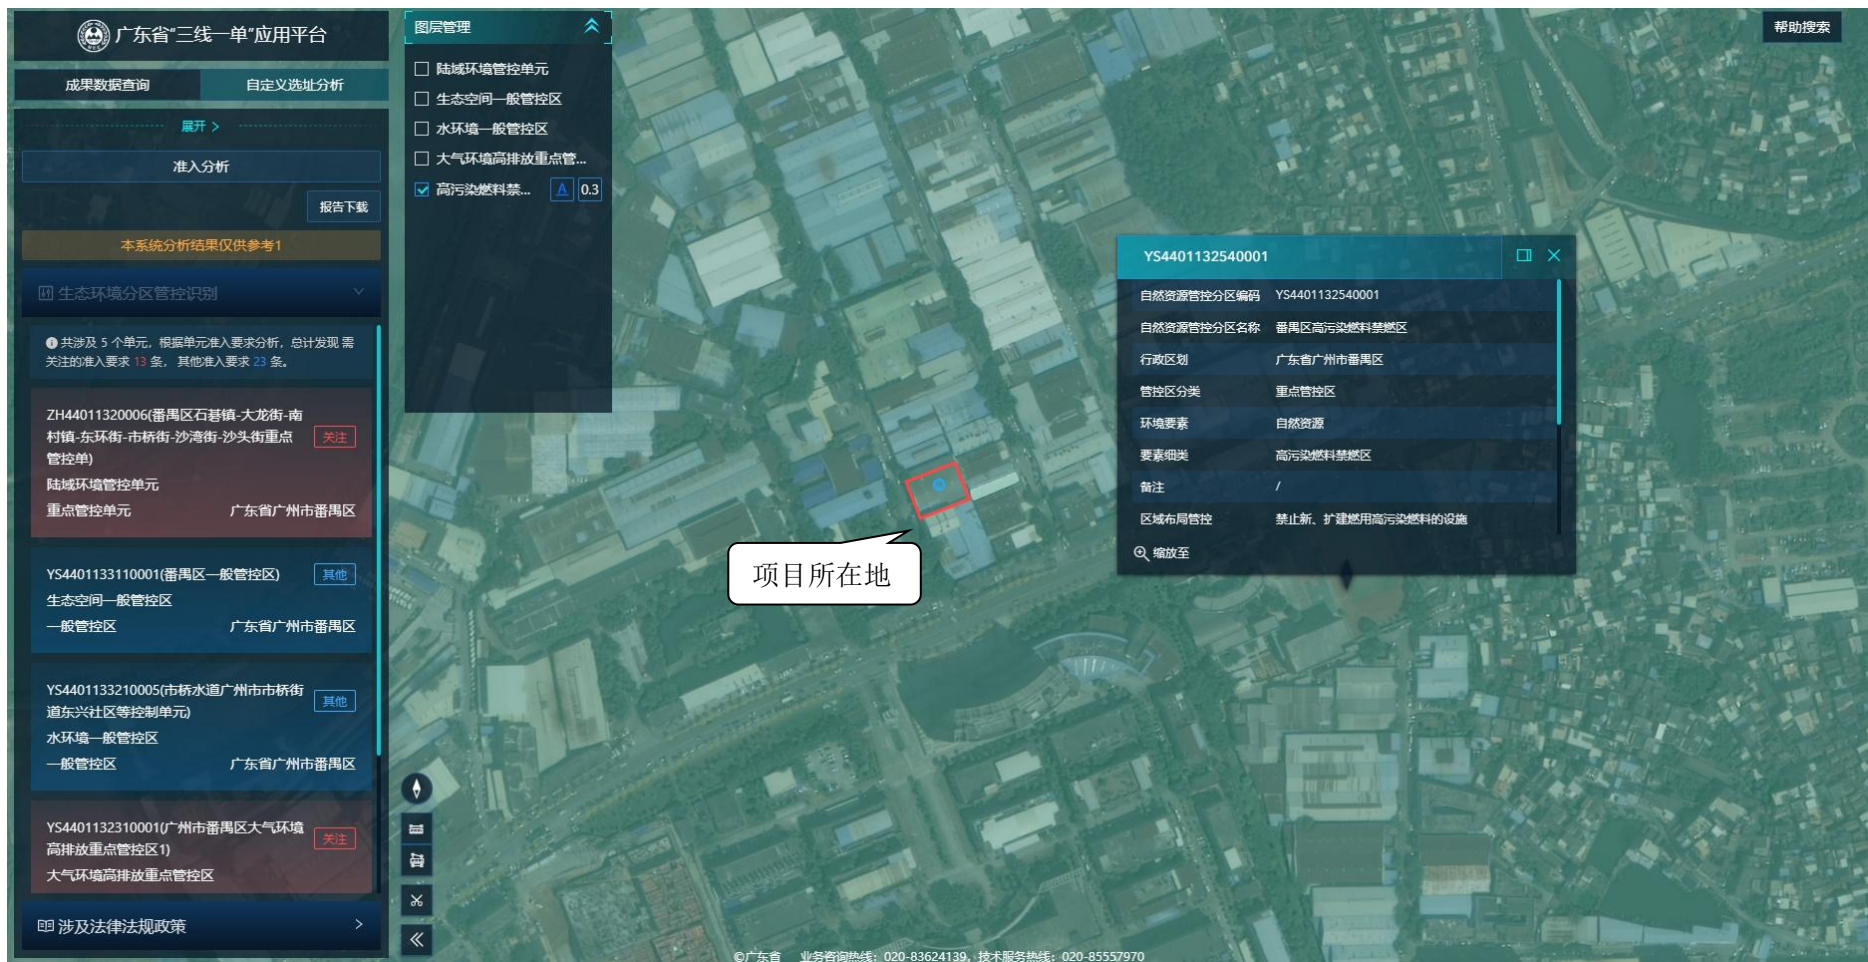 广东省“三线一单”应用平台
成果数据查询
自定义选址分析
展开 >
准入分析
报告下载
本系统分析结果仅供参考1
生态环境分区管控识别
共涉及 5 个单元，根据单元准入要求分析，总计发现 需
关注的准入要求 13 条， 其他准入要求 23 条。
ZH44011320006(番禺区石碁镇-大龙街-南
村镇-东环街-市桥街-沙湾街-沙头街重点
管控单)
关注
陆域环境管控单元
重点管控单元
广东省广州市番禺区
YS4401133110001(番禺区一般管控区)
其他
生态空间一般管控区
一般管控区
广东省广州市番禺区
YS4401133210005(市桥水道广州市市桥街
道东兴社区等控制单元)
其他
水环境一般管控区
一般管控区
广东省广州市番禺区
YS4401132310001(广州市番禺区大气环境
高排放重点管控区1)
关注
大气环境高排放重点管控区
涉及法律法规政策
图层管理
陆域环境管控单元
生态空间一般管控区
水环境一般管控区
大气环境高排放重点管...
高污染燃料禁...
A
0.3
帮助搜索
YS4401132540001
自然资源管控分区编码 YS4401132540001
自然资源管控分区名称 番禺区高污染燃料禁燃区
行政区划 广东省广州市番禺区
管控区分类 重点管控区
环境要素 自然资源
要素细类 高污染燃料禁燃区
备注 /
区域布局管控 禁止新、扩建燃用高污染燃料的设施
缩放至
项目所在地
©广东省 业务咨询热线：020-83624139，技术服务热线：020-85557970